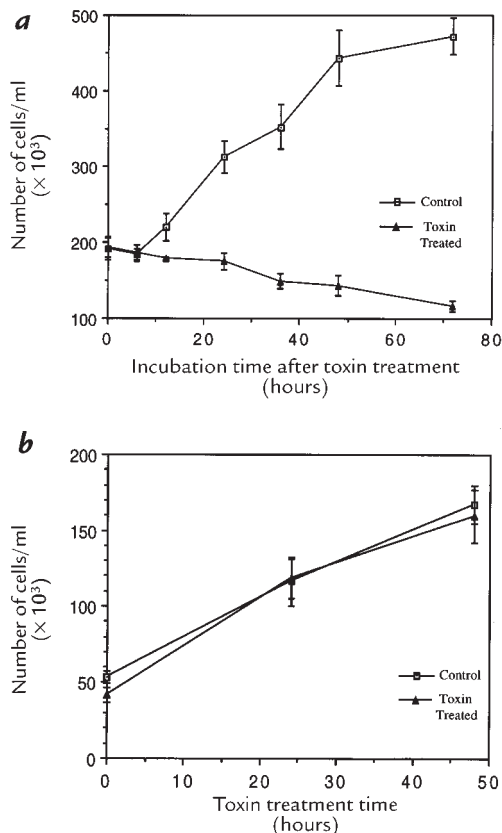 a
500
400
300
200
100
Number of cells/ml
(× 10³)
Control
Toxin
Treated
0
20
40
60
80
Incubation time after toxin treatment
(hours)
b
200
150
100
50
0
Number of cells/ml
(× 10³)
Control
Toxin
Treated
0
10
20
30
40
50
Toxin treatment time
(hours)